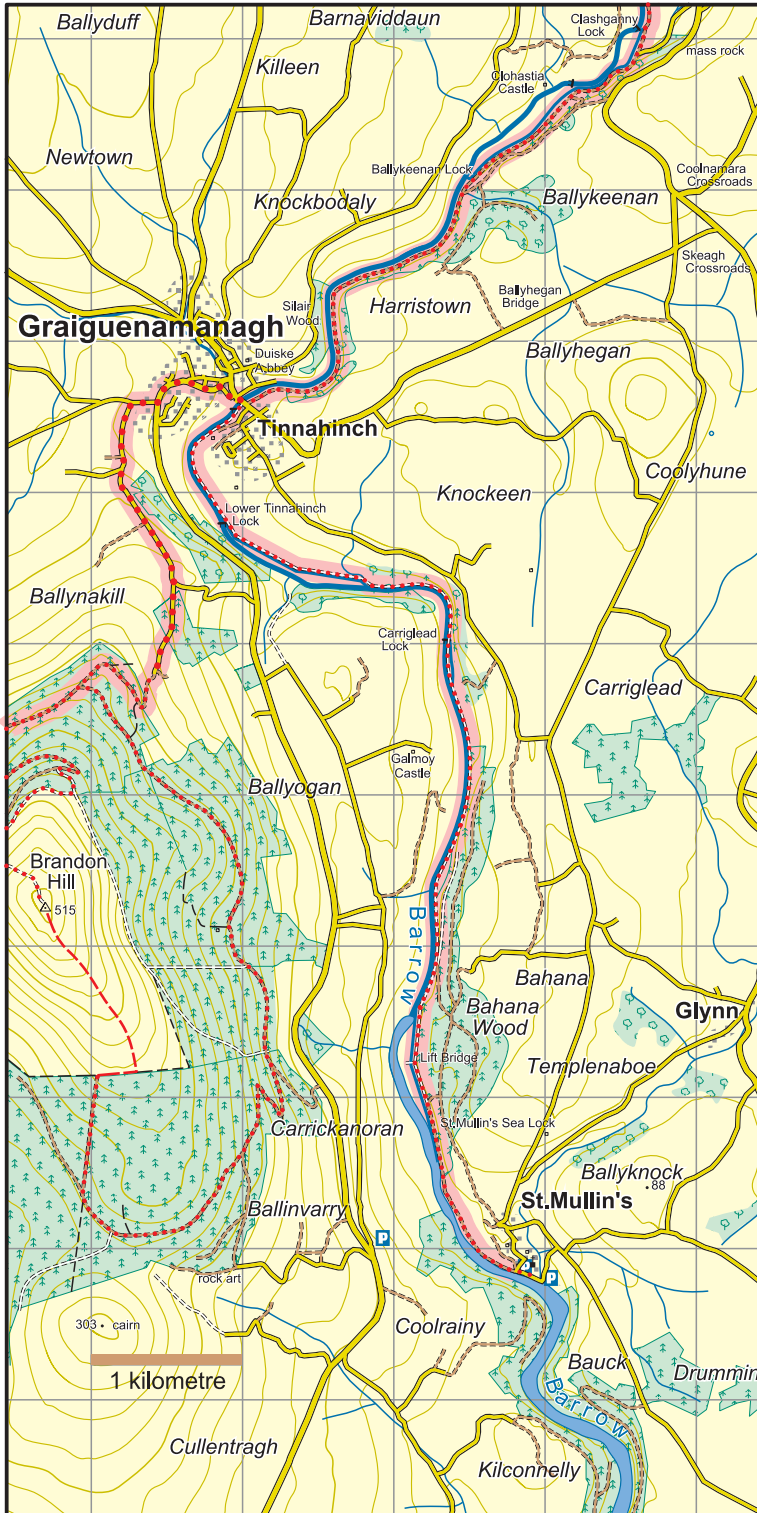 Ballyduff
Barnaviddaun
Clashganny
Lock
mass rock
Killeen
Clohastia
Castle
Newtown
Ballykeenan Lock
Coolnamara
Crossroads
Knockbodaly
Ballykeenan
Skeagh
Crossroads
Silair
Wood
Harristown
Ballyhegan
Bridge
Graiguenamanagh
Duiske
Abbey
Ballyhegan
Tinnahinch
Knockeen
Coolyhune
Lower Tinnahinch
Lock
Ballynakill
Carriglead
Lock
Carriglead
Galmoy
Castle
Ballyogan
Brandon
Hill
515
Barrow
Bahana
Bahana
Wood
Glynn
Lift Bridge
Templenaboe
St.Mullin's Sea Lock
Carrickanoran
Ballyknock
88
St.Mullin's
Ballinvarry
P
P
P
rock art
303
cairn
Coolrainy
1 kilometre
Bauck
Drummin
Barrow
Cullentragh
Kilconnelly